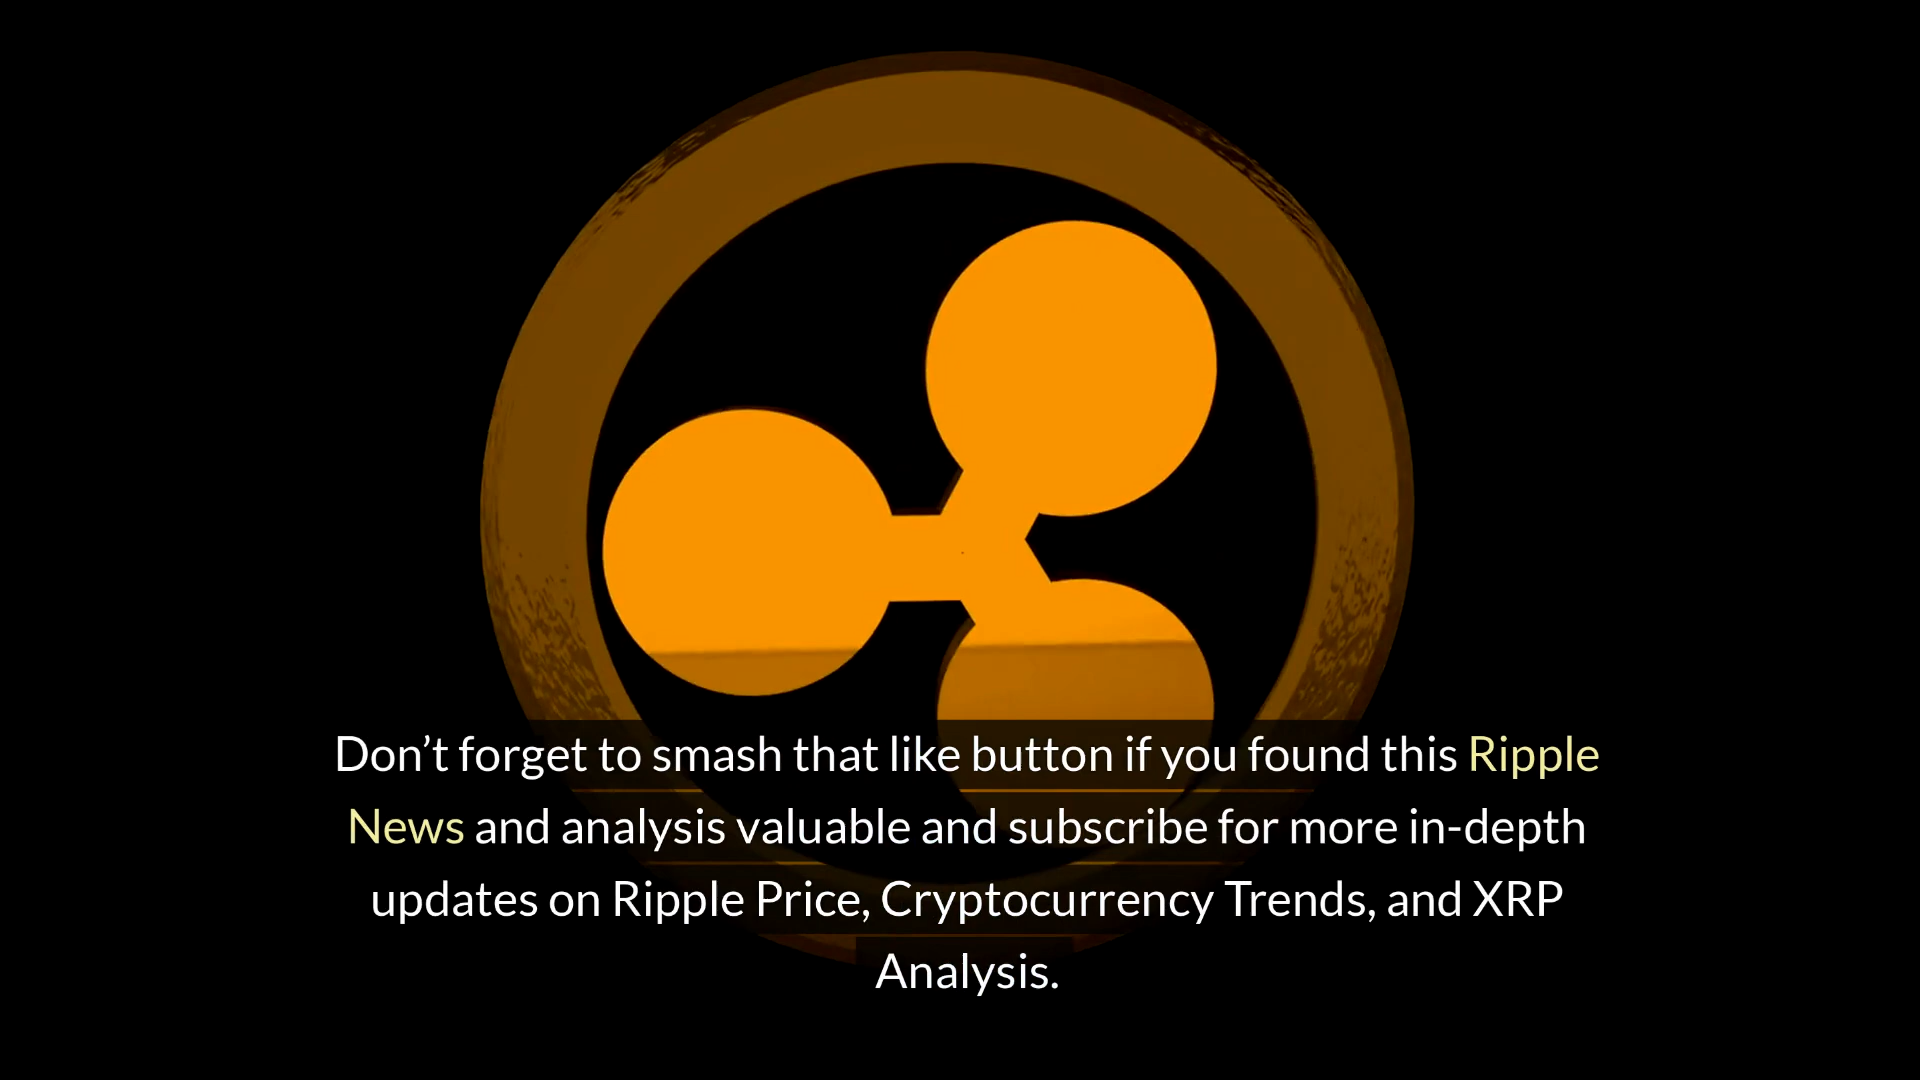 Don’t forget to smash that like button if you found this Ripple
News and analysis valuable and subscribe for more in-depth
updates on Ripple Price, Cryptocurrency Trends, and XRP
Analysis.